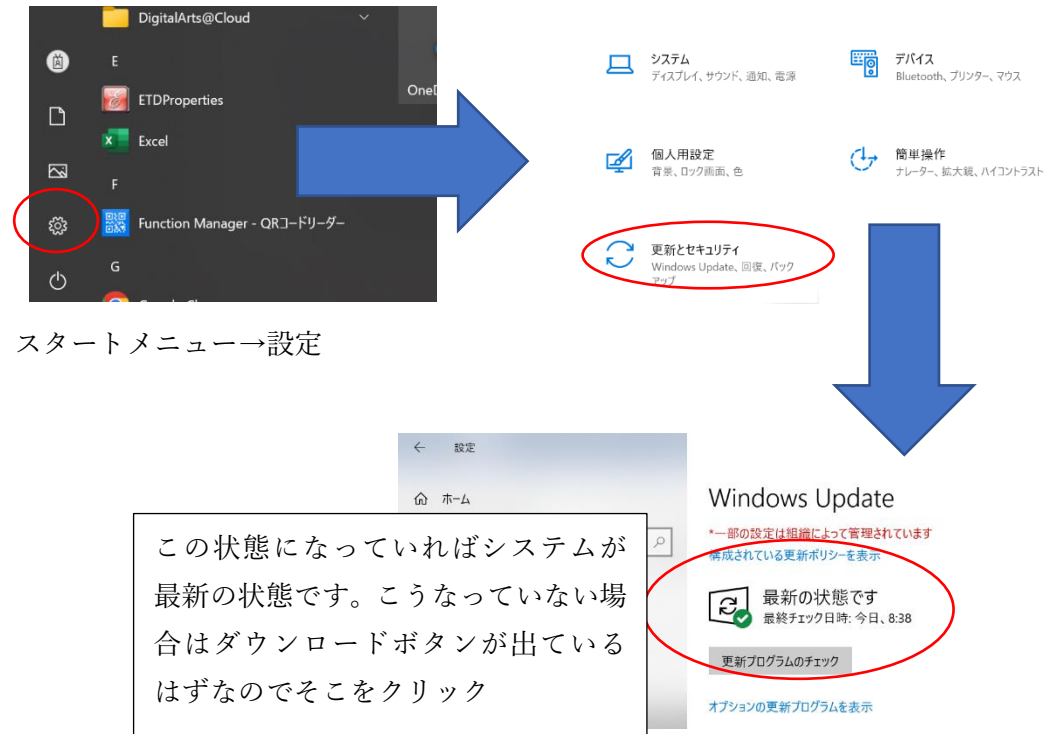 DigitalArts@Cloud
E
ETDProperties
Excel
F
Function Manager - QRコードリーダー
G
システム
ディスプレイ、サウンド、通知、電源
デバイス
Bluetooth、プリンター、マウス
個人用設定
背景、ロック画面、色
簡単操作
ナレーター、拡大鏡、ハイコントラスト
更新とセキュリティ
Windows Update、回復、バック
アップ
スタートメニュー→設定
設定
ホーム
この状態になっていればシステムが
最新の状態です。こうなっていない場
合はダウンロードボタンが出ている
はずなのでそこをクリック
Windows Update
*一部の設定は組織によって管理されています
構成されている更新ポリシーを表示
最新の状態です
最終チェック日時: 今日、8:38
更新プログラムのチェック
オプションの更新プログラムを表示